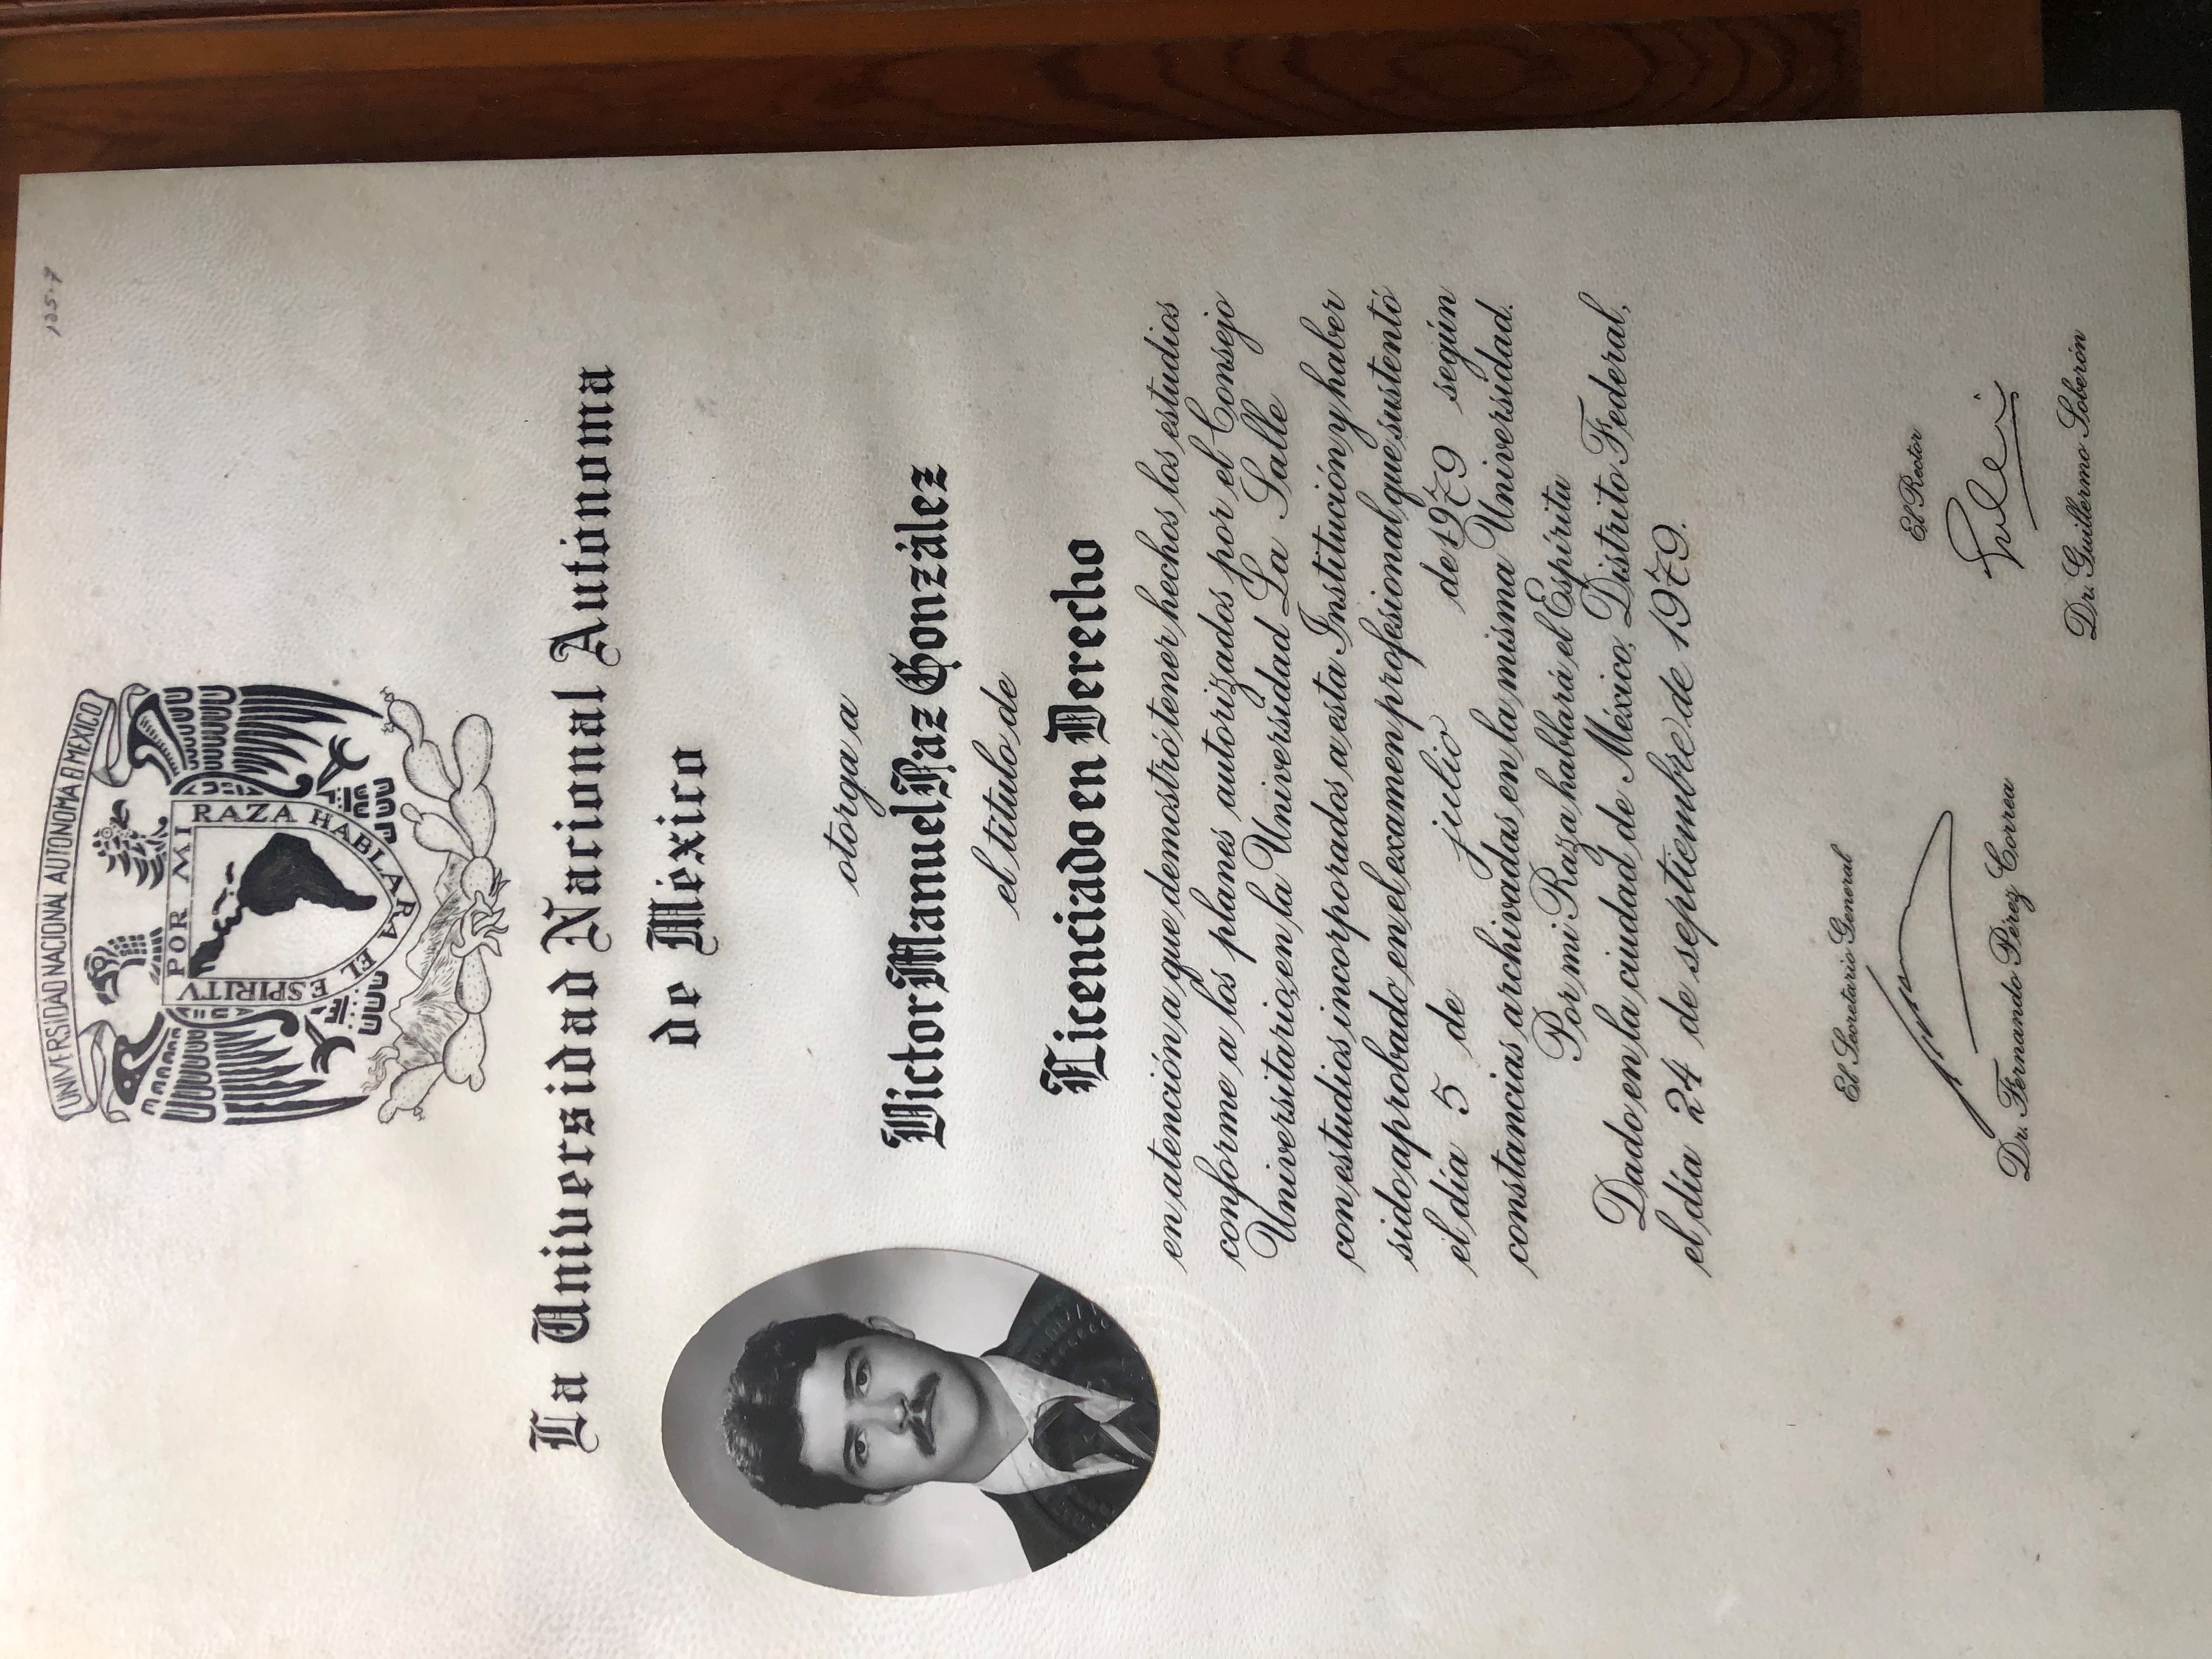 125-7
UNIVERSIDAD NACIONAL AUTONOMA DE MEXICO
POR MI RAZA HABLARA EL ESPIRITV
La Universidad Nacional Autónoma
de México
otorga a
Victor Manuel Paz González
el título de
Licenciado en Derecho
en atención a que demostró tener hechos los estudios
conforme a los planes autorizados por el Consejo
Universitario, en la Universidad La Salle
con estudios incorporados a esta Institución y haber
sido aprobado en el examen profesional que sustentó
el día 5 de julio de 1979 según
constancias archivadas en la misma Universidad.
Por mi Raza hablará el Espíritu
Dado en la ciudad de México, Distrito Federal,
el día 24 de septiembre de 1979.
El Secretario General
Dr. Fernando Pérez Correa
El Rector
Dr. Guillermo Soberón